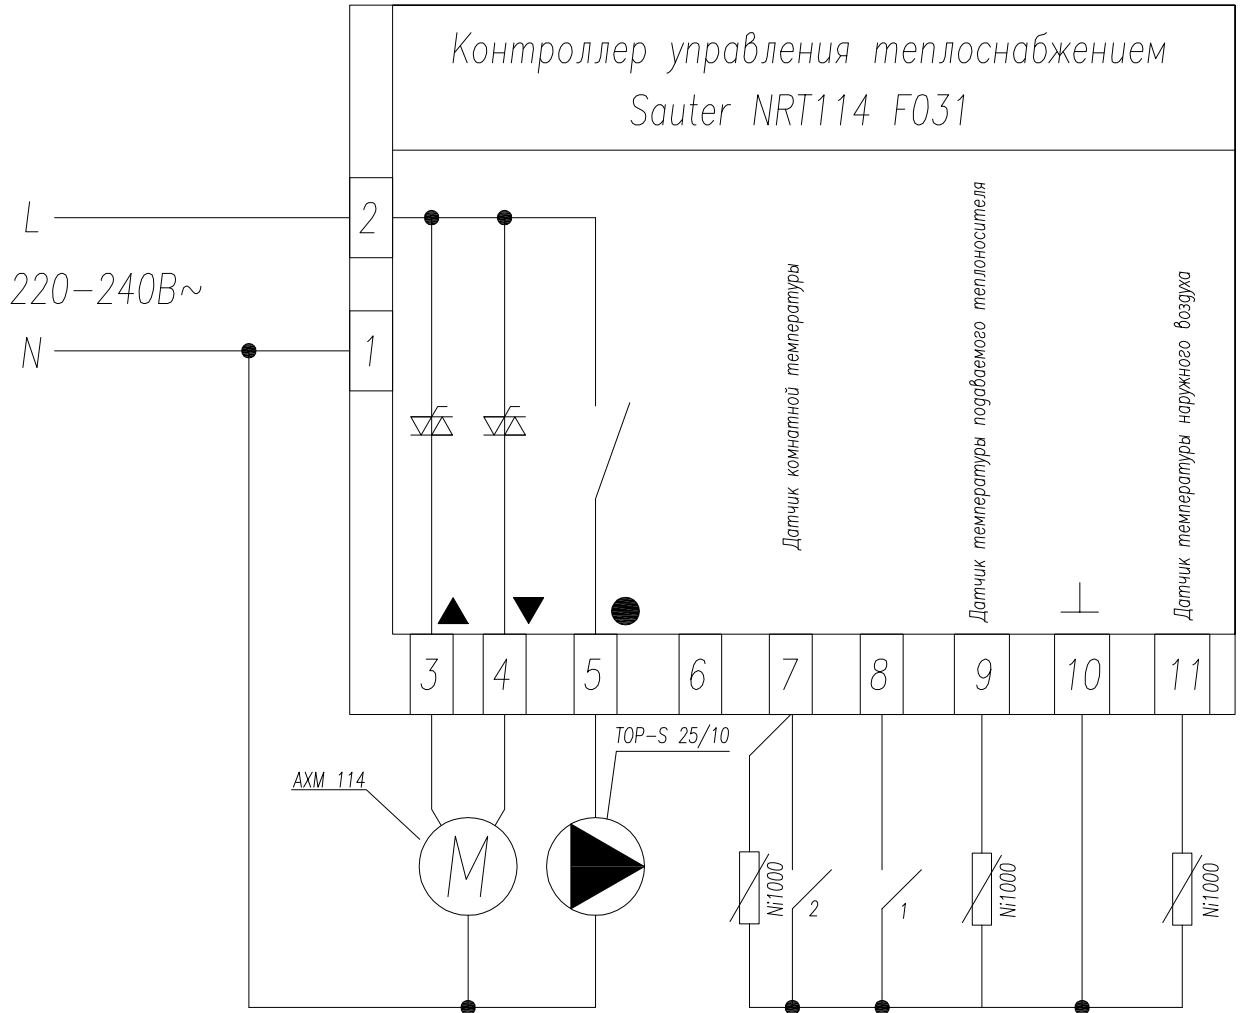 Контроллер управления теплоснабжением
Sauter NRT114 F031
L
2
220-240В~
N
1
Датчик комнатной температуры
Датчик температуры подаваемого теплоносителя
Датчик температуры наружного воздуха
3
4
5
6
7
8
9
10
11
TOP-S 25/10
AXM 114
M
Ni1000
2
1
Ni1000
Ni1000